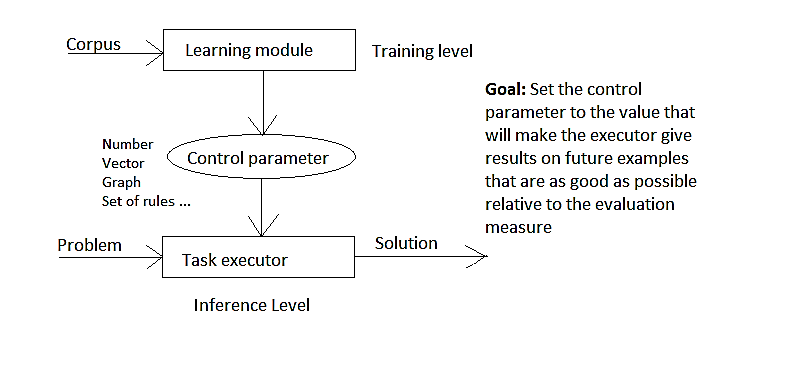 Corpus
Learning module
Training level
Goal: Set the control
parameter to the value that
will make the executor give
results on future examples
that are as good as possible
relative to the evaluation
measure
Number
Vector
Graph
Set of rules ...
Control parameter
Problem
Task executor
Solution
Inference Level